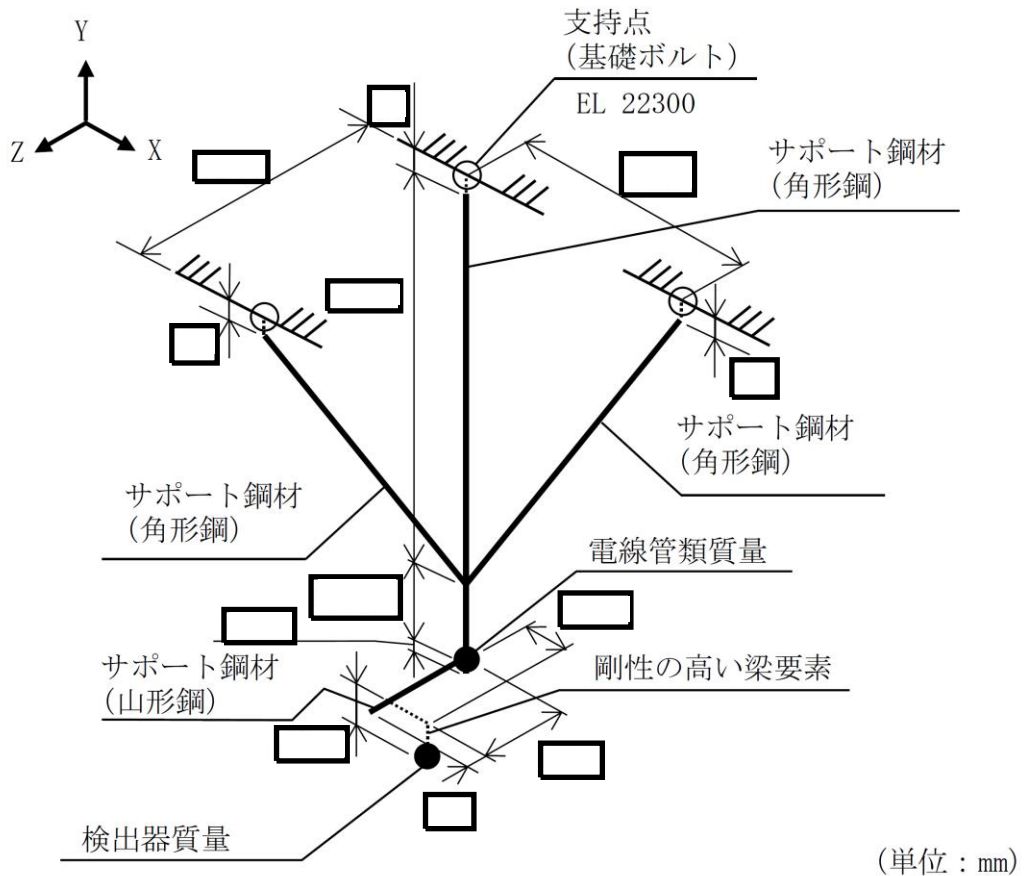 Y
Z
X
支持点
(基礎ボルト)
EL 22300
サポート鋼材
(角形鋼)
サポート鋼材
(角形鋼)
サポート鋼材
(角形鋼)
電線管類質量
サポート鋼材
(山形鋼)
剛性の高い梁要素
検出器質量
(単位：mm)